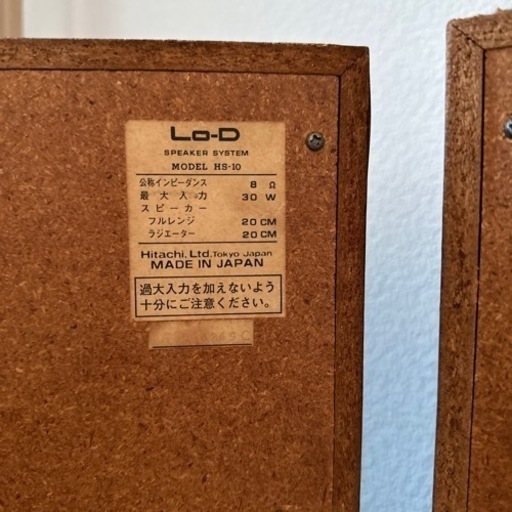 Lo-D
SPEAKER SYSTEM
MODEL HS-10
公称インピーダンス 8 Ω
最大入力 30 W
スピーカー
フルレンジ 20 CM
ラジエーター 20 CM
Hitachi, Ltd. Tokyo Japan
MADE IN JAPAN
過大入力を加えないよう
十分にご注意ください。